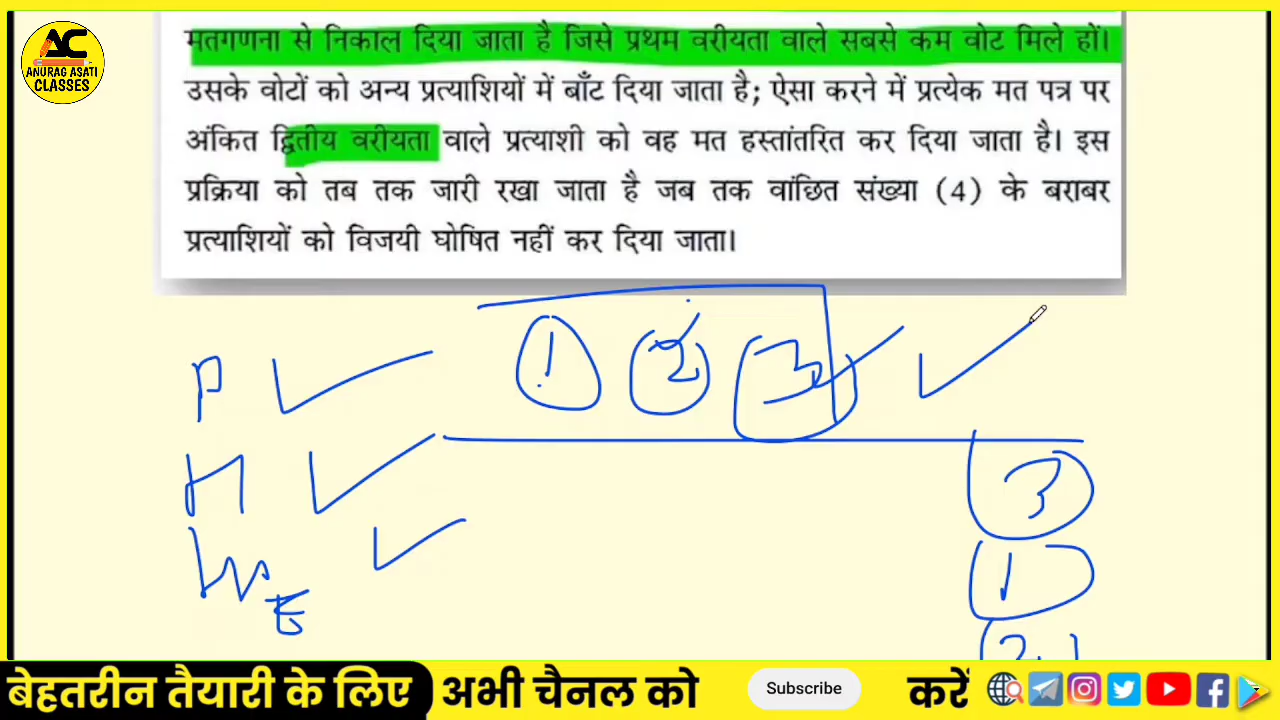 AC
ANURAG ASATI
CLASSES
मतगणना से निकाल दिया जाता है जिसे प्रथम वरीयता वाले सबसे कम वोट मिले हों।
उसके वोटों को अन्य प्रत्याशियों में बाँट दिया जाता है; ऐसा करने में प्रत्येक मत पत्र पर
अंकित द्वितीय वरीयता वाले प्रत्याशी को वह मत हस्तांतरित कर दिया जाता है। इस
प्रक्रिया को तब तक जारी रखा जाता है जब तक वांछित संख्या (4) के बराबर
प्रत्याशियों को विजयी घोषित नहीं कर दिया जाता।
P 1 2 3
H 3
1
2
बेहतरीन तैयारी के लिए अभी चैनल को Subscribe करें